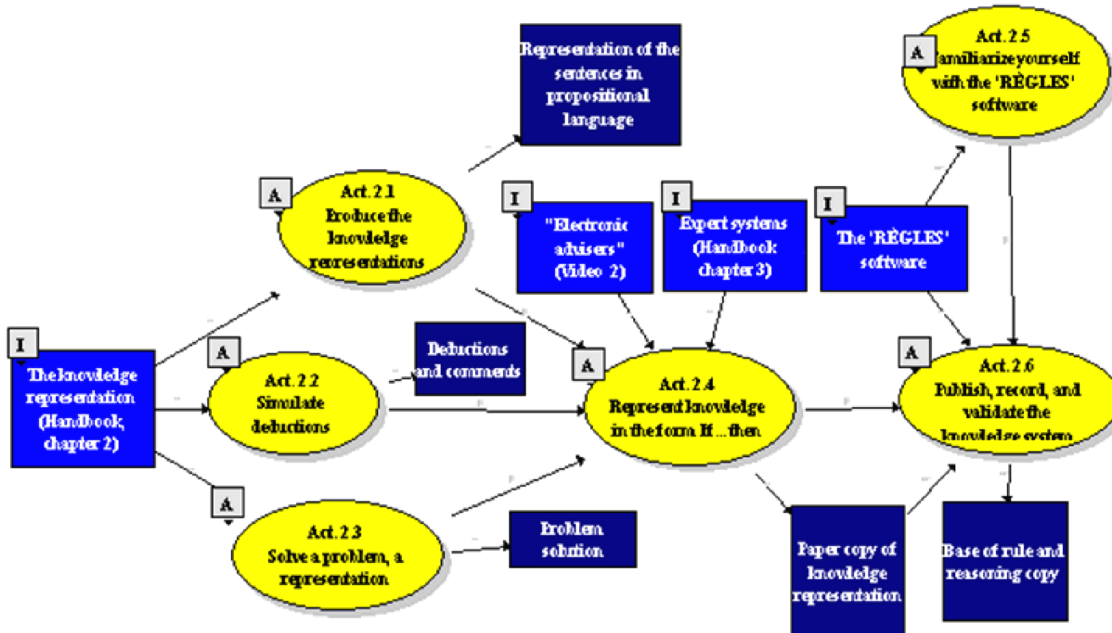 Representation of the
sentences in
propositional
language
A
Act. 2.5
Familiarize yourself
with the 'RÈGLES'
software
A
Act. 2.1
Produce the
knowledge
representations
I
"Electronic
advisers"
(Video 2)
I
Expert systems
(Handbook
chapter 3)
I
The 'RÈGLES'
software
I
The knowledge
representation
(Handbook,
chapter 2)
A
Act. 2.2
Simulate
deductions
Deductions
and comments
A
Act. 2.4
Represent knowledge
in the form If...then
A
Act. 2.6
Publish, record, and
validate the
knowledge system
A
Act. 2.3
Solve a problem, a
representation
Problem
solution
Paper copy of
knowledge
representation
Base of rule and
reasoning copy